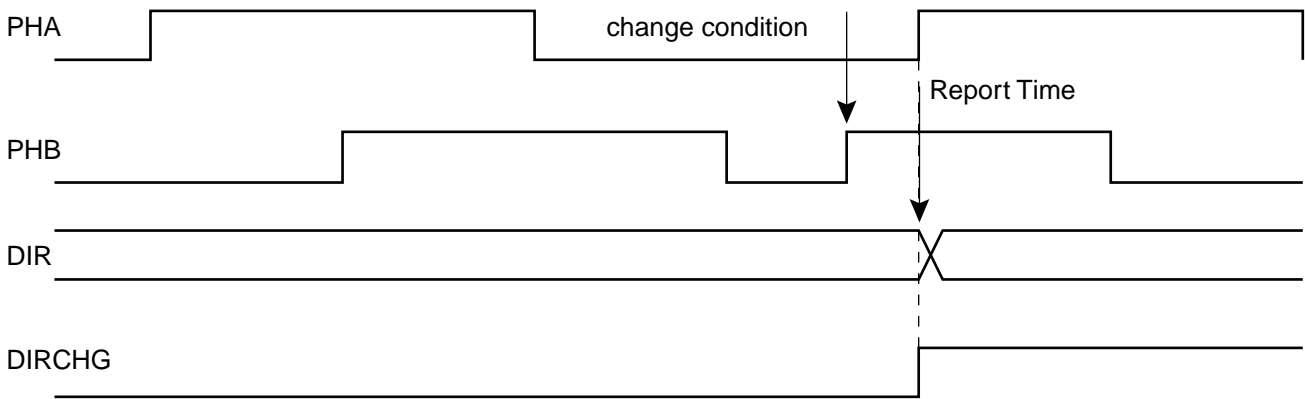 PHA
change condition
Report Time
PHB
DIR
DIRCHG